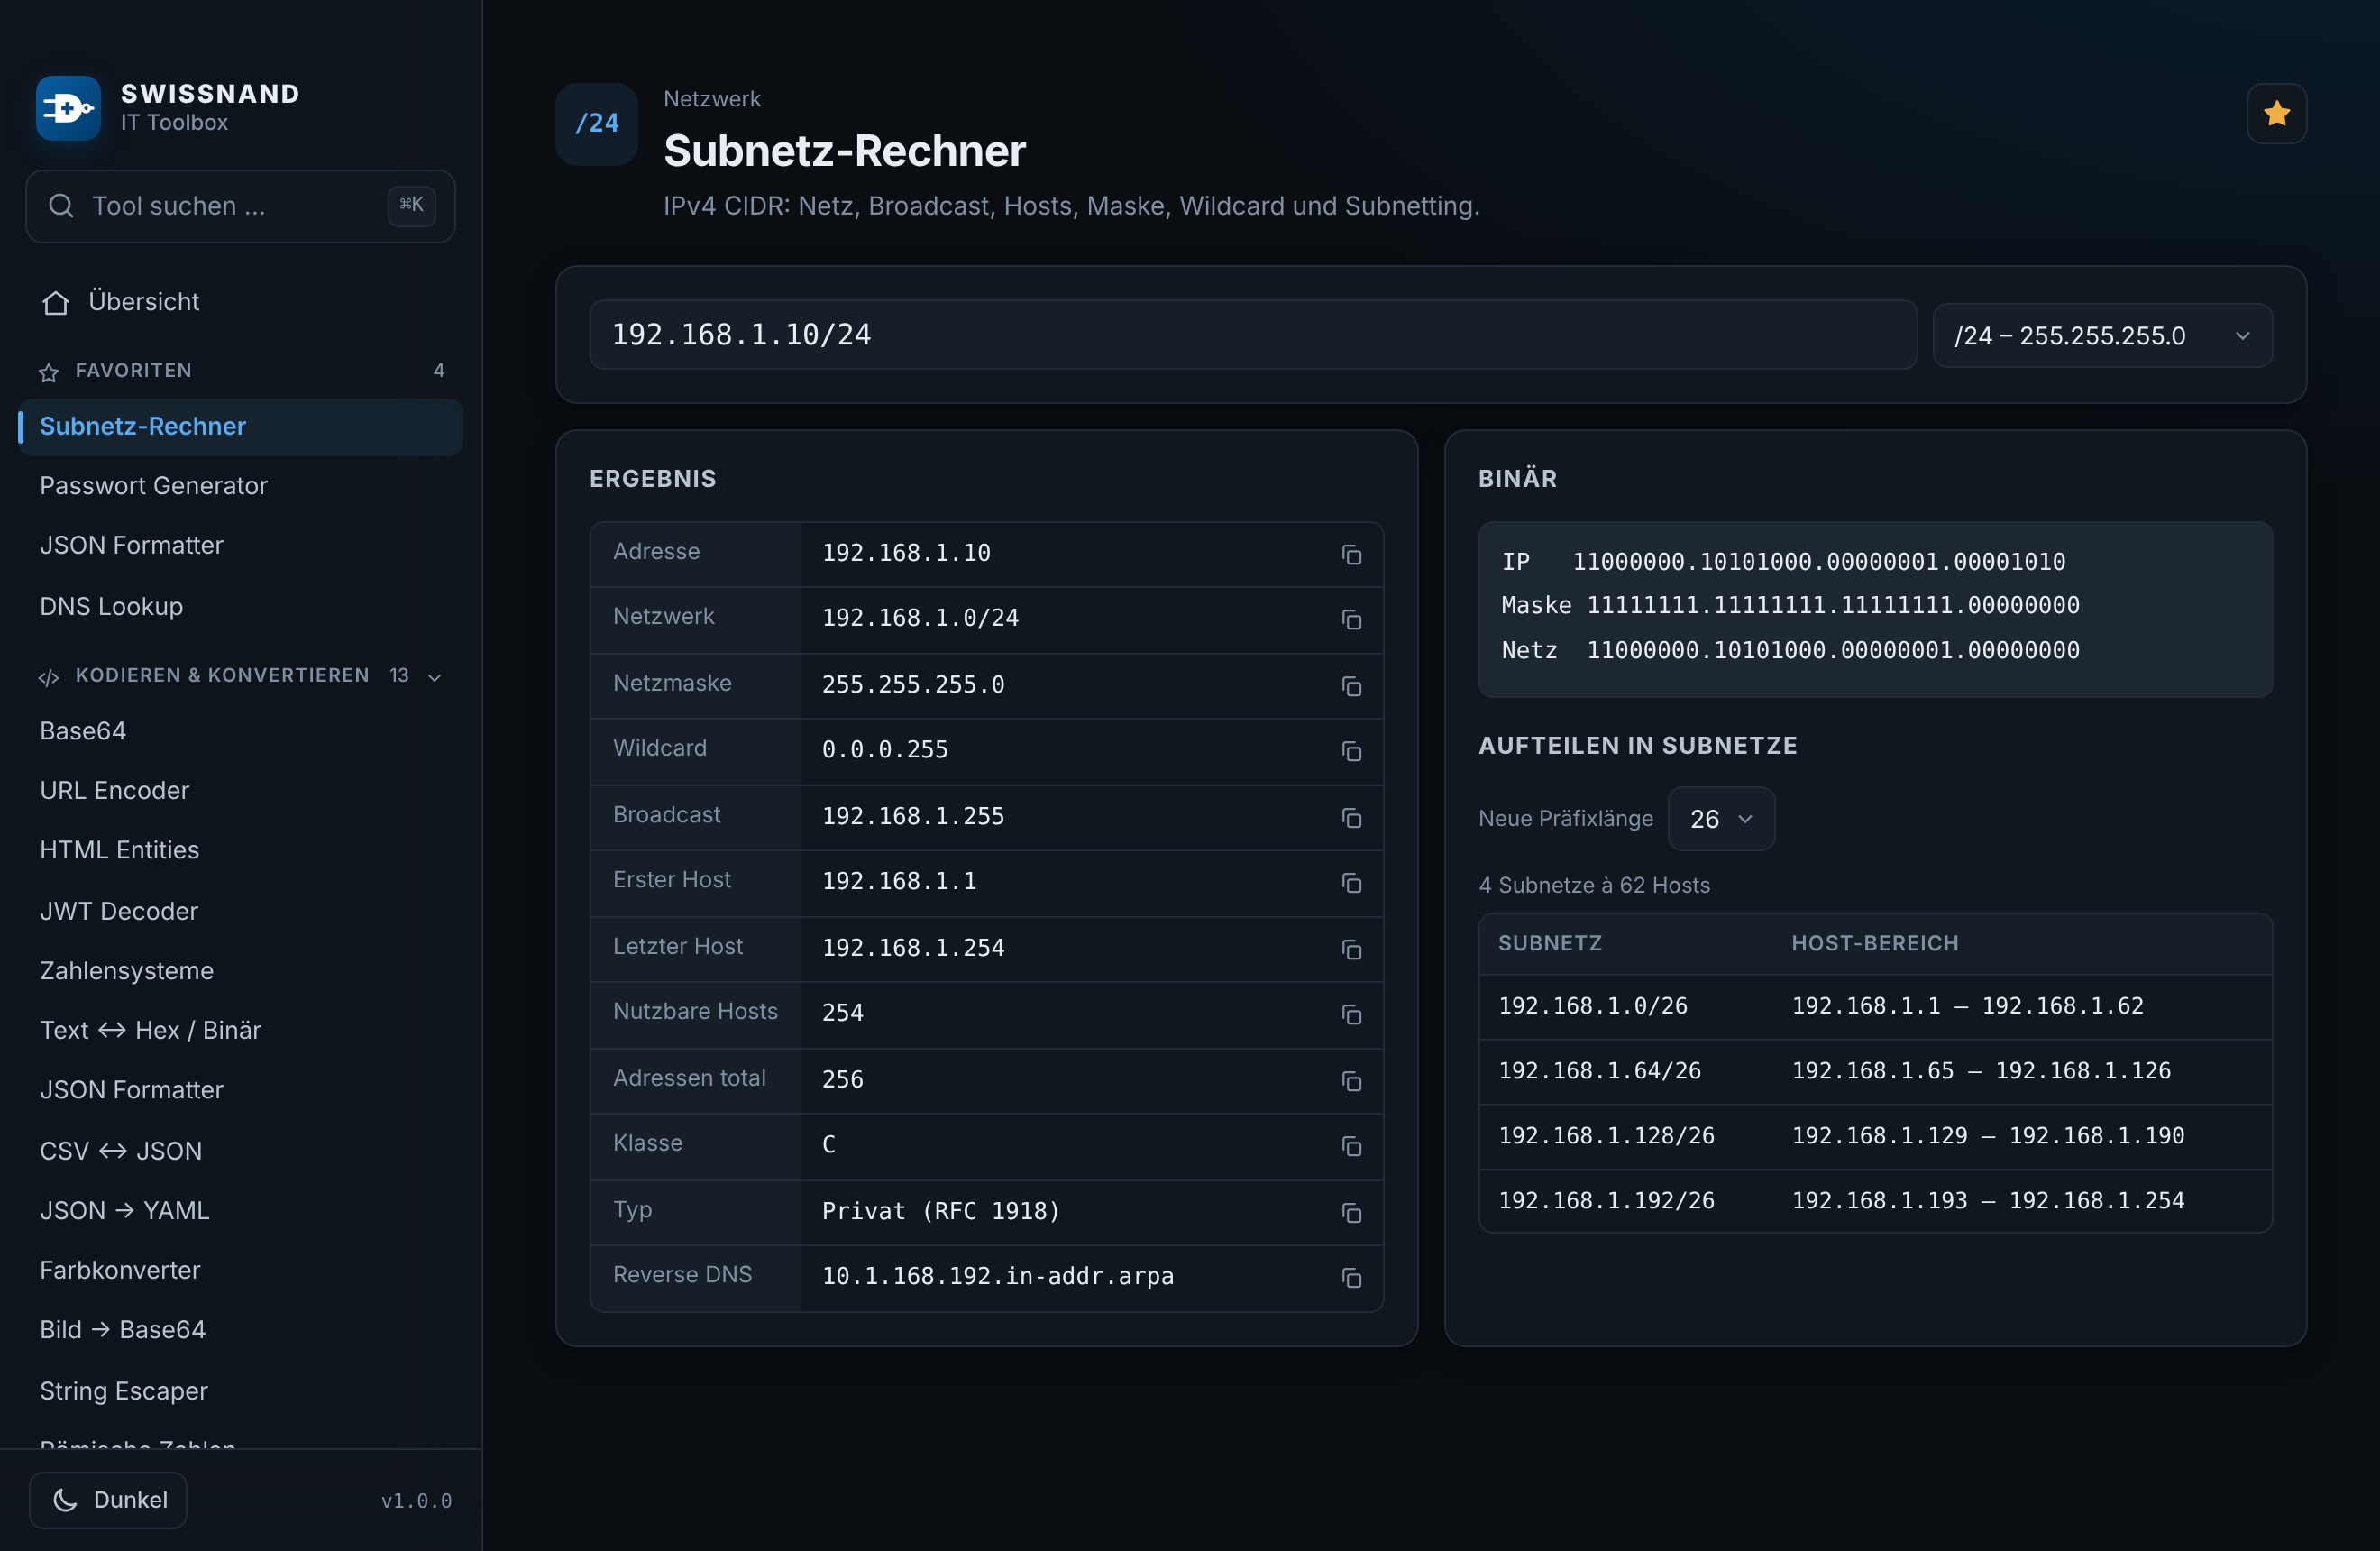 SWISSNAND
IT Toolbox
Tool suchen ...
⌘K
Übersicht
FAVORITEN 4
Subnetz-Rechner
Passwort Generator
JSON Formatter
DNS Lookup
</> KODIEREN & KONVERTIEREN 13
Base64
URL Encoder
HTML Entities
JWT Decoder
Zahlensysteme
Text ↔ Hex / Binär
JSON Formatter
CSV ↔ JSON
JSON → YAML
Farbkonverter
Bild → Base64
String Escaper
Römische Zahlen
Dunkel
v1.0.0
/24
Netzwerk
Subnetz-Rechner
IPv4 CIDR: Netz, Broadcast, Hosts, Maske, Wildcard und Subnetting.
192.168.1.10/24
/24 – 255.255.255.0
ERGEBNIS
Adresse 192.168.1.10
Netzwerk 192.168.1.0/24
Netzmaske 255.255.255.0
Wildcard 0.0.0.255
Broadcast 192.168.1.255
Erster Host 192.168.1.1
Letzter Host 192.168.1.254
Nutzbare Hosts 254
Adressen total 256
Klasse C
Typ Privat (RFC 1918)
Reverse DNS 10.1.168.192.in-addr.arpa
BINÄR
IP 11000000.10101000.00000001.00001010
Maske 11111111.11111111.11111111.00000000
Netz 11000000.10101000.00000001.00000000
AUFTEILEN IN SUBNETZE
Neue Präfixlänge 26
4 Subnetze à 62 Hosts
SUBNETZ HOST-BEREICH
192.168.1.0/26 192.168.1.1 – 192.168.1.62
192.168.1.64/26 192.168.1.65 – 192.168.1.126
192.168.1.128/26 192.168.1.129 – 192.168.1.190
192.168.1.192/26 192.168.1.193 – 192.168.1.254